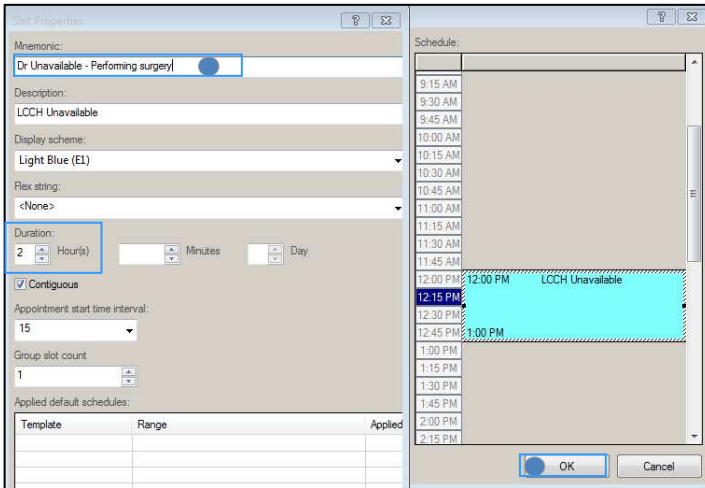 Slot Properties
Mnemonic:
Dr Unavailable - Performing surgery
Description:
LCCH Unavailable
Display scheme:
Light Blue (E1)
Flex string:
<None>
Duration:
2 Hour(s) Minutes Day
Contiguous
Appointment start time interval:
15
Group slot count
1
Applied default schedules:
Template Range Applied
Schedule:
9:15 AM
9:30 AM
9:45 AM
10:00 AM
10:15 AM
10:30 AM
10:45 AM
11:00 AM
11:15 AM
11:30 AM
11:45 AM
12:00 PM 12:00 PM LCCH Unavailable
12:15 PM
12:30 PM
12:45 PM 1:00 PM
1:00 PM
1:15 PM
1:30 PM
1:45 PM
2:00 PM
2:15 PM
OK Cancel